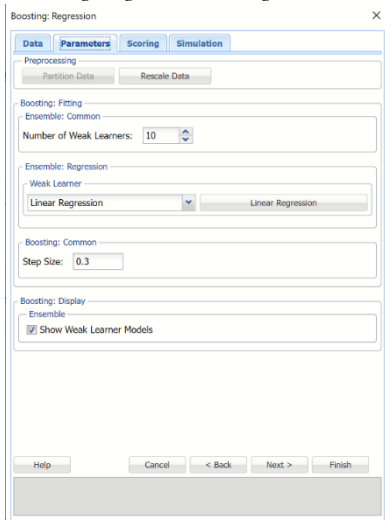 Boosting: Regression
Data Parameters Scoring Simulation
Preprocessing
Partition Data Rescale Data
Boosting: Fitting
Ensemble: Common
Number of Weak Learners: 10
Ensemble: Regression
Weak Learner
Linear Regression Linear Regression
Boosting: Common
Step Size: 0.3
Boosting: Display
Ensemble
Show Weak Learner Models
Help Cancel < Back Next > Finish